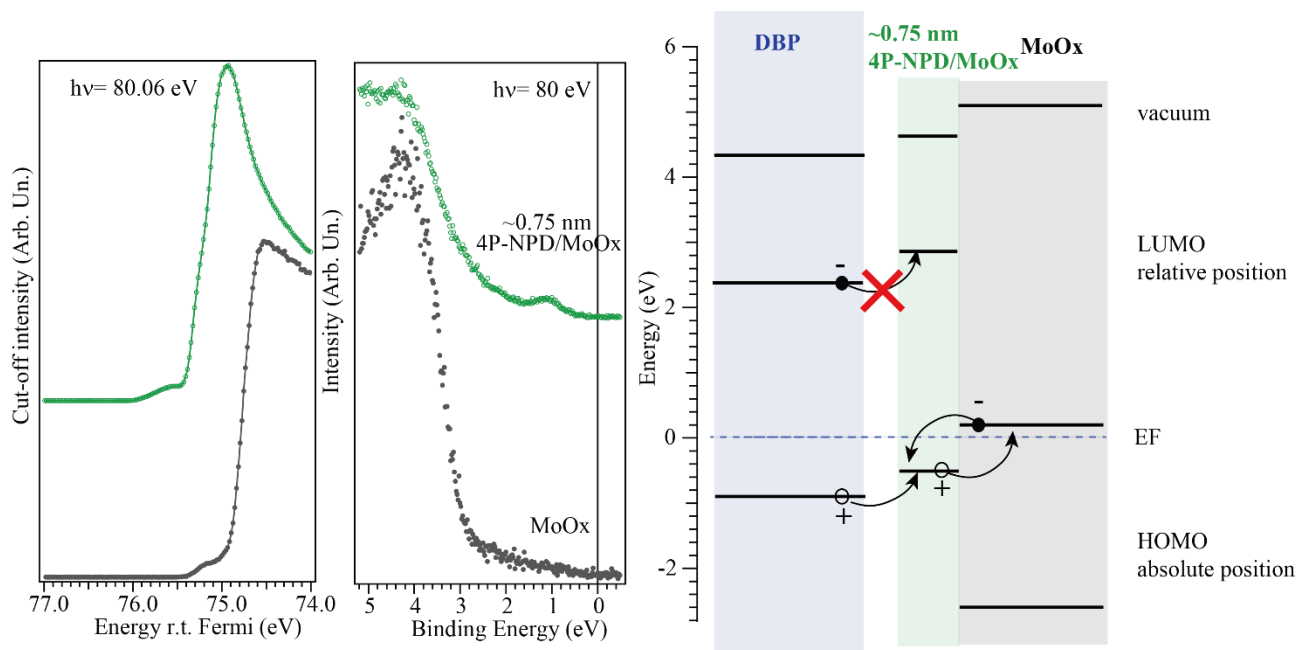 hν= 80.06 eV
Cut-off intensity (Arb. Un.)
77.0 76.0 75.0 74.0
Energy r.t. Fermi (eV)
hν= 80 eV
~0.75 nm
4P-NPD/MoOx
MoOx
Intensity (Arb. Un.)
5 4 3 2 1 0
Binding Energy (eV)
DBP
~0.75 nm
4P-NPD/MoOx
MoOx
6
4
2
0
-2
Energy (eV)
-
-
+
+
vacuum
LUMO
relative position
EF
HOMO
absolute position